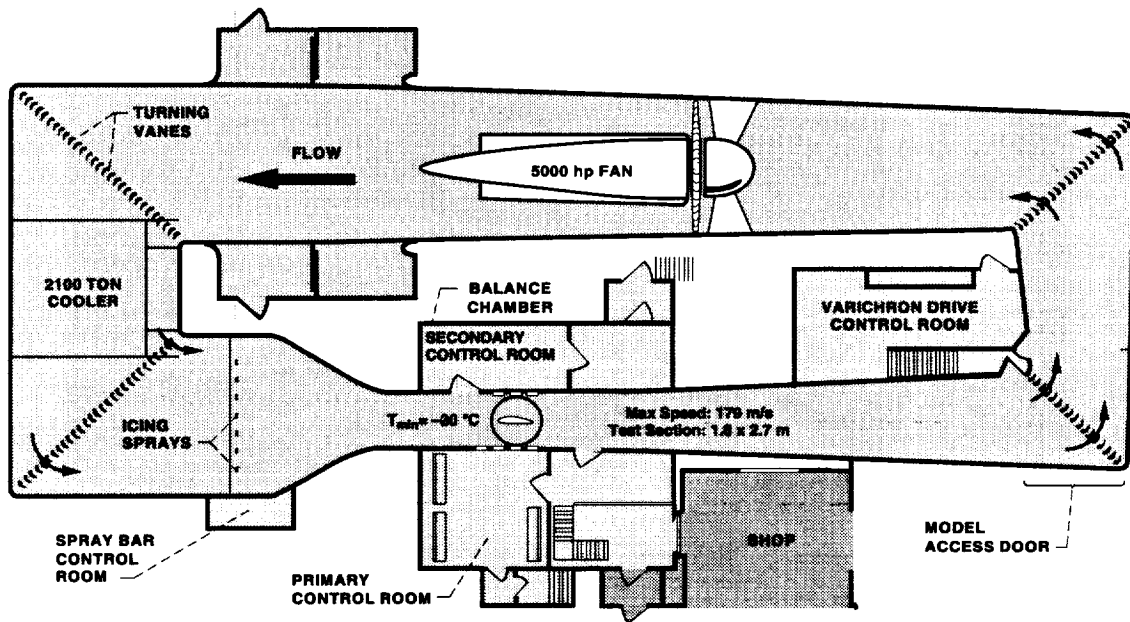 TURNING
VANES
FLOW
5000 hp FAN
2100 TON
COOLER
BALANCE
CHAMBER
SECONDARY
CONTROL ROOM
VARICHRON DRIVE
CONTROL ROOM
ICING
SPRAYS
Tmin= –30 °C
Max Speed: 179 m/s
Test Section: 1.8 x 2.7 m
SPRAY BAR
CONTROL
ROOM
PRIMARY
CONTROL ROOM
SHOP
MODEL
ACCESS DOOR